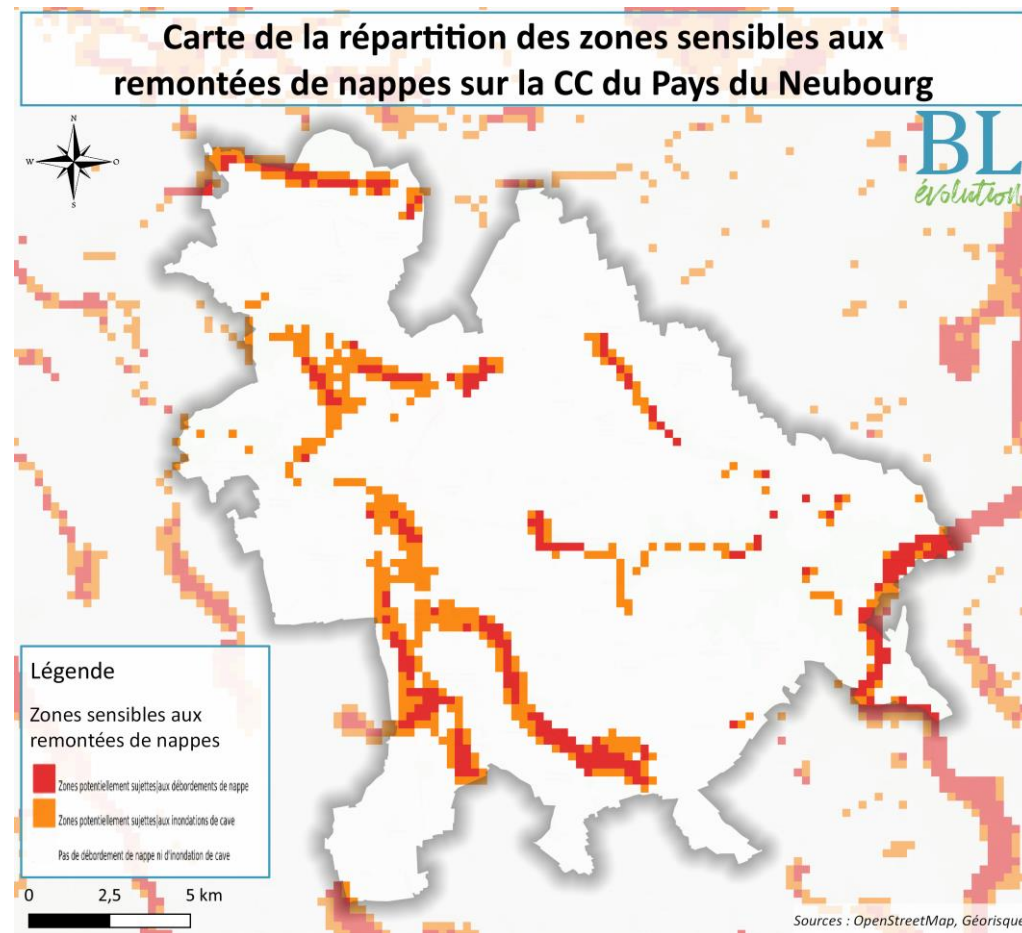 Carte de la répartition des zones sensibles aux
remontées de nappes sur la CC du Pays du Neubourg
N
W
O
S
BL
évolution
Légende
Zones sensibles aux
remontées de nappes
Zones potentiellement sujettes|aux débordements de nappe
Zones potentiellement sujettes|aux inondations de cave
Pas de débordement de nappe ni d'inondation de cave
0 2,5 5 km
Sources : OpenStreetMap, Géorisque